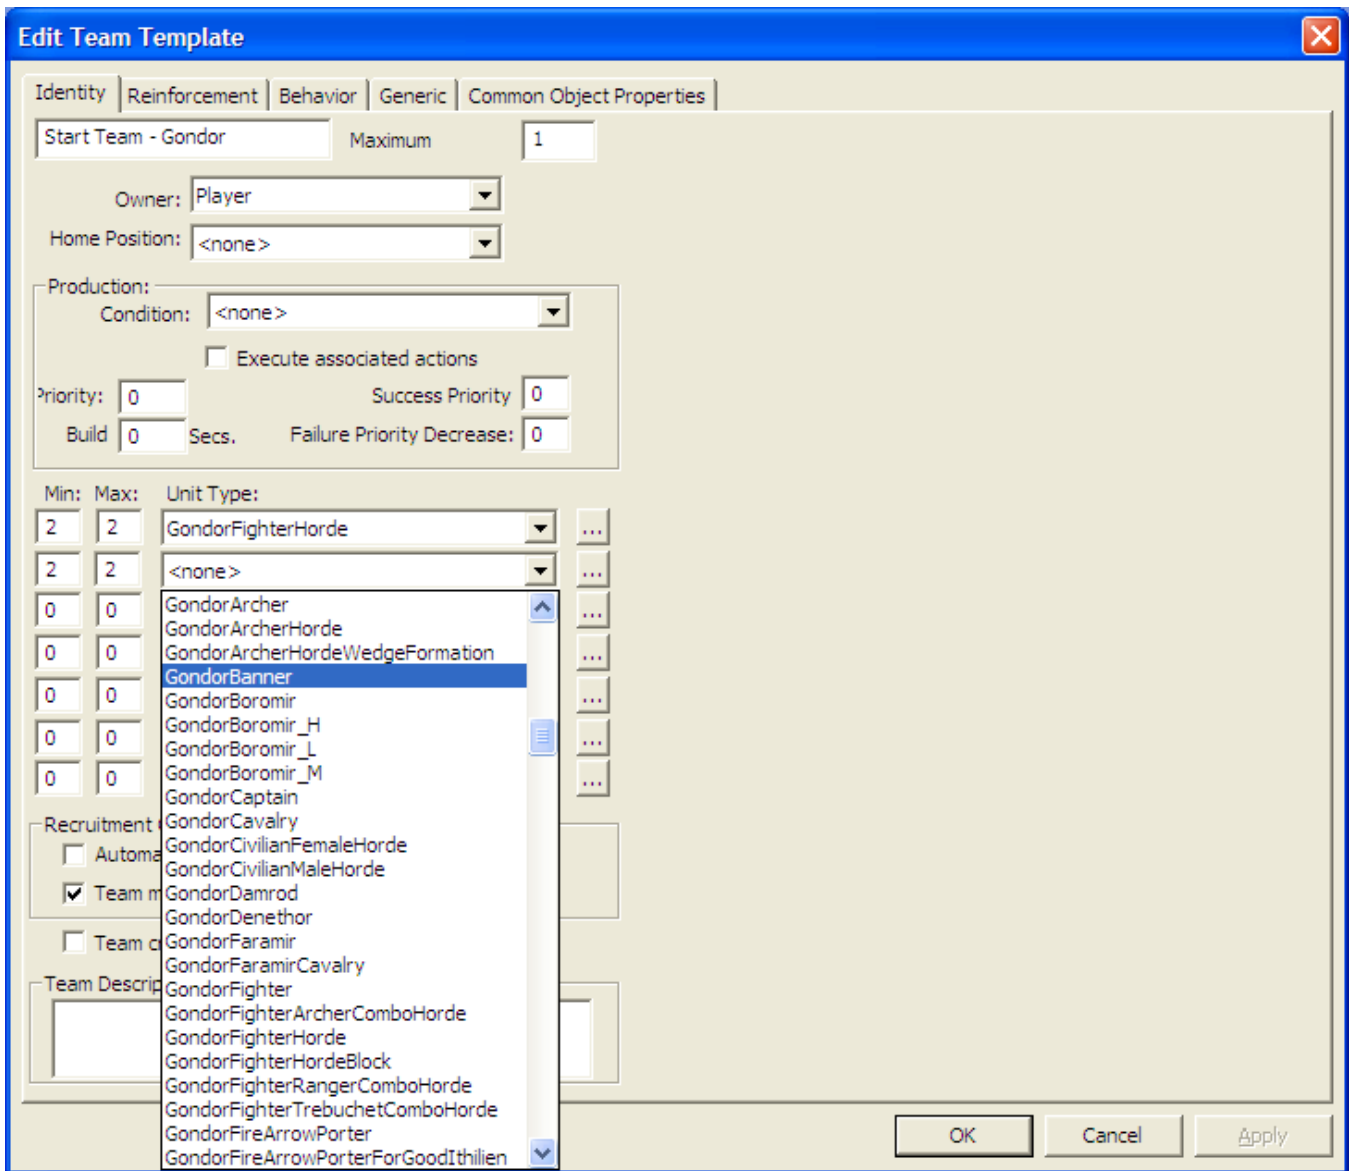 Edit Team Template
Identity Reinforcement Behavior Generic Common Object Properties
Start Team - Gondor Maximum 1
Owner: Player
Home Position: <none>
Production:
Condition: <none>
Execute associated actions
Priority: 0 Success Priority 0
Build 0 Secs. Failure Priority Decrease: 0
Min: Max: Unit Type:
2 2 GondorFighterHorde ...
2 2 <none> ...
0 0 ...
0 0 ...
0 0 ...
0 0 ...
0 0 ...
GondorArcher
GondorArcherHorde
GondorArcherHordeWedgeFormation
GondorBanner
GondorBoromir
GondorBoromir_H
GondorBoromir_L
GondorBoromir_M
GondorCaptain
GondorCavalry
GondorCivilianFemaleHorde
GondorCivilianMaleHorde
GondorDamrod
GondorDenethor
GondorFaramir
GondorFaramirCavalry
GondorFighter
GondorFighterArcherComboHorde
GondorFighterHorde
GondorFighterHordeBlock
GondorFighterRangerComboHorde
GondorFighterTrebuchetComboHorde
GondorFireArrowPorter
GondorFireArrowPorterForGoodIthilien
Recruitment
Automa
Team m
Team cr
Team Descrip
OK Cancel Apply